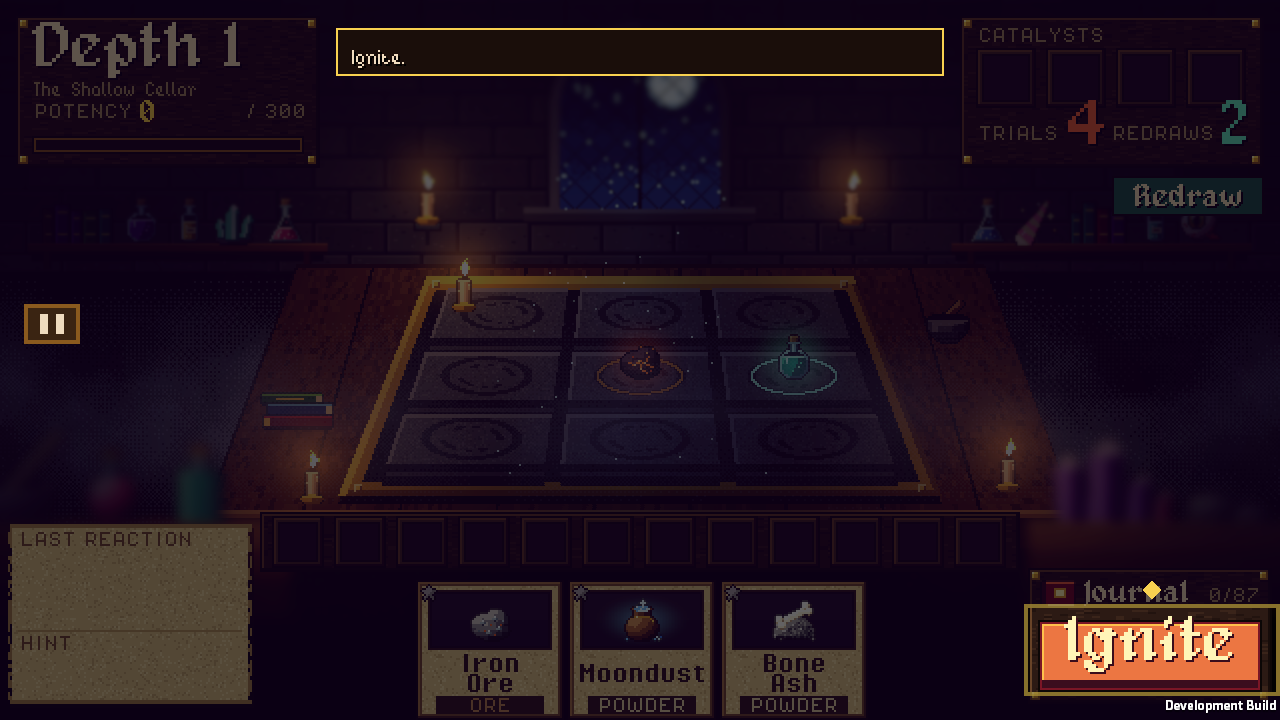 Depth 1
The Shallow Cellar
POTENCY 0 / 300
Ignite.
CATALYSTS
TRIALS 4 REDRAWS 2
Redraw
LAST REACTION
HINT
Iron
Ore
ORE
Moondust
POWDER
Bone
Ash
POWDER
Journal 0/87
Ignite
Development Build